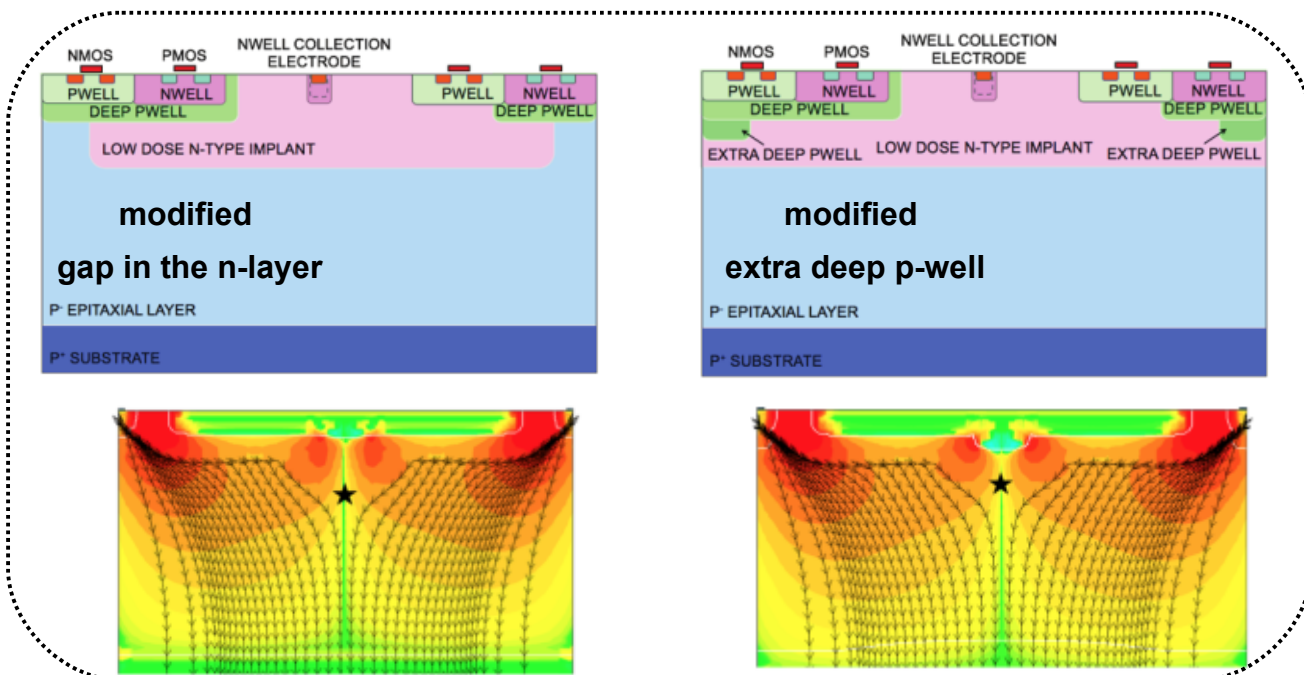 NWELL COLLECTION
ELECTRODE
NMOS
PMOS
PWELL
NWELL
DEEP PWELL
PWELL
NWELL
DEEP PWELL
LOW DOSE N-TYPE IMPLANT
modified
gap in the n-layer
P⁻ EPITAXIAL LAYER
P⁺ SUBSTRATE
NWELL COLLECTION
ELECTRODE
NMOS
PMOS
PWELL
NWELL
DEEP PWELL
PWELL
NWELL
DEEP PWELL
EXTRA DEEP PWELL
LOW DOSE N-TYPE IMPLANT
EXTRA DEEP PWELL
modified
extra deep p-well
P⁻ EPITAXIAL LAYER
P⁺ SUBSTRATE